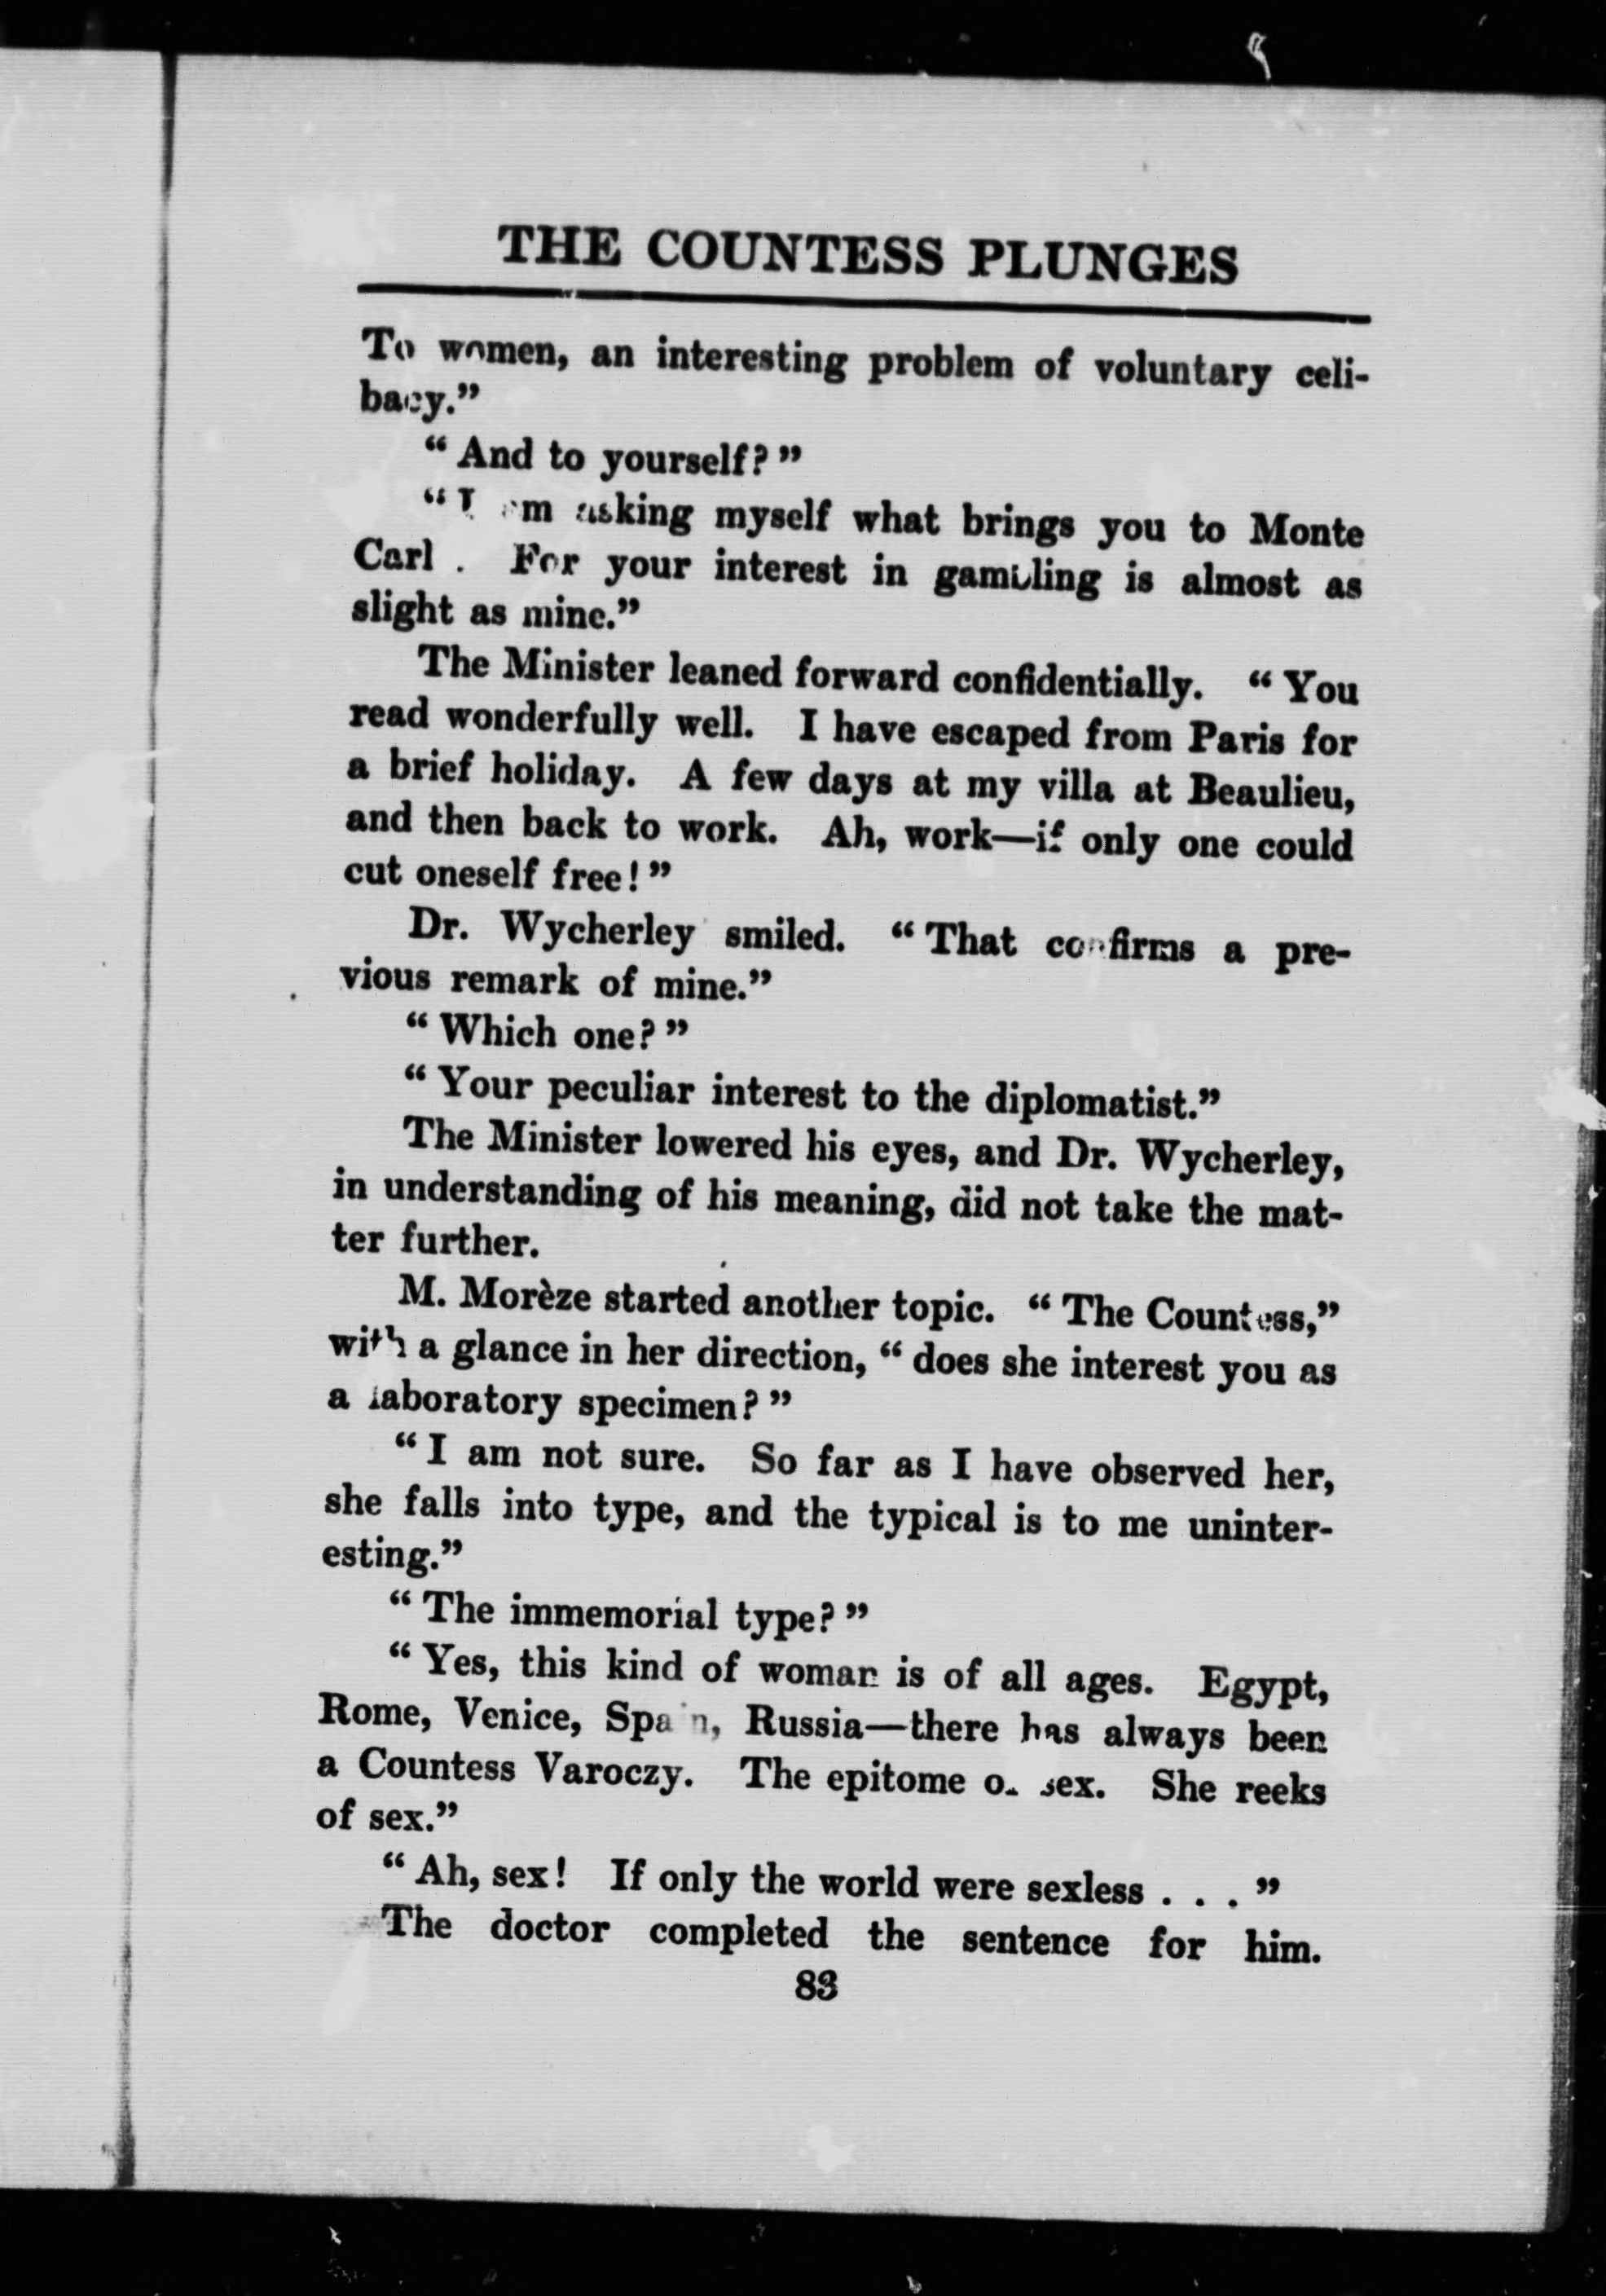 THE COUNTESS PLUNGES
To women, an interesting problem of voluntary celi-
bacy.”
“ And to yourself? ”
“ I am asking myself what brings you to Monte
Carl . For your interest in gambling is almost as
slight as mine.”
The Minister leaned forward confidentially. “ You
read wonderfully well. I have escaped from Paris for
a brief holiday. A few days at my villa at Beaulieu,
and then back to work. Ah, work—if only one could
cut oneself free! ”
Dr. Wycherley smiled. “ That confirms a pre-
vious remark of mine.”
“ Which one? ”
“ Your peculiar interest to the diplomatist.”
The Minister lowered his eyes, and Dr. Wycherley,
in understanding of his meaning, did not take the mat-
ter further.
M. Morèze started another topic. “ The Countess,”
with a glance in her direction, “ does she interest you as
a laboratory specimen? ”
“ I am not sure. So far as I have observed her,
she falls into type, and the typical is to me uninter-
esting.”
“ The immemorial type? ”
“ Yes, this kind of woman is of all ages. Egypt,
Rome, Venice, Spain, Russia—there has always been
a Countess Varoczy. The epitome of sex. She reeks
of sex.”
“ Ah, sex! If only the world were sexless . . . ”
The doctor completed the sentence for him.
83